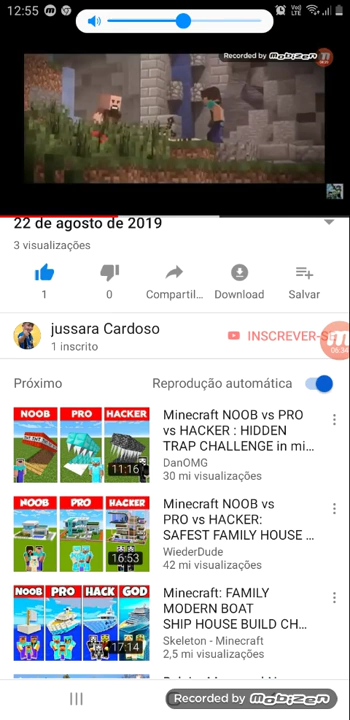 12:55
Recorded by mobizen
22 de agosto de 2019
3 visualizações
1
0
Compartil...
Download
Salvar
jussara Cardoso
1 inscrito
INSCREVER-S
06:34
Próximo
Reprodução automática
NOOB PRO HACKER
11:16
Minecraft NOOB vs PRO
vs HACKER : HIDDEN
TRAP CHALLENGE in mi...
DanOMG
30 mi visualizações
NOOB PRO HACKER
16:53
Minecraft NOOB vs
PRO vs HACKER:
SAFEST FAMILY HOUSE ...
WiederDude
42 mi visualizações
NOOB PRO HACK GOD
17:14
Minecraft: FAMILY
MODERN BOAT
SHIP HOUSE BUILD CH...
Skeleton - Minecraft
2,5 mi visualizações
Recorded by mobizen